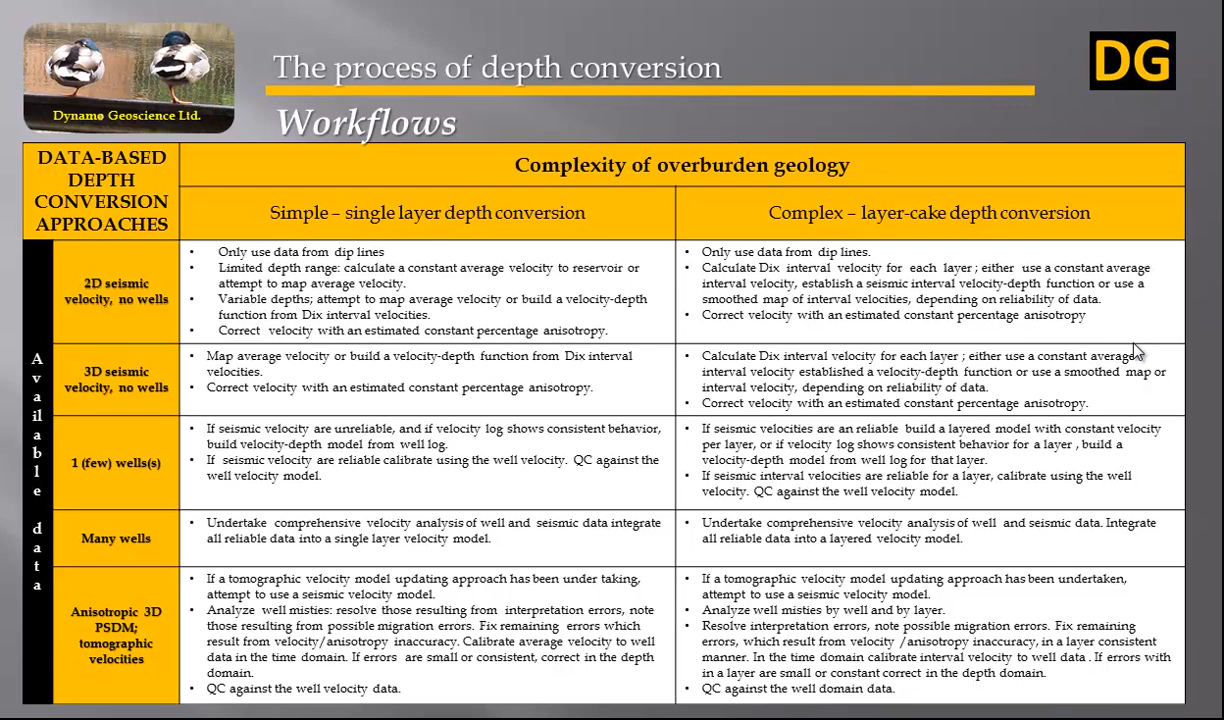 Dynamo Geoscience Ltd.
The process of depth conversion
DG
Workflows
DATA-BASED
DEPTH
CONVERSION
APPROACHES
Complexity of overburden geology
Simple – single layer depth conversion
Complex – layer-cake depth conversion
Available data
2D seismic
velocity, no wells
• Only use data from dip lines
• Limited depth range: calculate a constant average velocity to reservoir or
attempt to map average velocity.
• Variable depths; attempt to map average velocity or build a velocity-depth
function from Dix interval velocities.
• Correct velocity with an estimated constant percentage anisotropy.
• Only use data from dip lines.
• Calculate Dix interval velocity for each layer ; either use a constant average
interval velocity, establish a seismic interval velocity-depth function or use a
smoothed map of interval velocities, depending on reliability of data.
• Correct velocity with an estimated constant percentage anisotropy
3D seismic
velocity, no wells
• Map average velocity or build a velocity-depth function from Dix interval
velocities.
• Correct velocity with an estimated constant percentage anisotropy.
• Calculate Dix interval velocity for each layer ; either use a constant average
interval velocity established a velocity-depth function or use a smoothed map or
interval velocity, depending on reliability of data.
• Correct velocity with an estimated constant percentage anisotropy.
1 (few) wells(s)
• If seismic velocity are unreliable, and if velocity log shows consistent behavior,
build velocity-depth model from well log.
• If seismic velocity are reliable calibrate using the well velocity. QC against the
well velocity model.
• If seismic velocities are an reliable build a layered model with constant velocity
per layer, or if velocity log shows consistent behavior for a layer , build a
velocity-depth model from well log for that layer.
• If seismic interval velocities are reliable for a layer, calibrate using the well
velocity. QC against the well velocity model.
Many wells
• Undertake comprehensive velocity analysis of well and seismic data integrate
all reliable data into a single layer velocity model.
• Undertake comprehensive velocity analysis of well and seismic data. Integrate
all reliable data into a layered velocity model.
Anisotropic 3D
PSDM;
tomographic
velocities
• If a tomographic velocity model updating approach has been under taking,
attempt to use a seismic velocity model.
• Analyze well misties: resolve those resulting from interpretation errors, note
those resulting from possible migration errors. Fix remaining errors which
result from velocity/anisotropy inaccuracy. Calibrate average velocity to well
data in the time domain. If errors are small or consistent, correct in the depth
domain.
• QC against the well velocity data.
• If a tomographic velocity model updating approach has been undertaken,
attempt to use a seismic velocity model.
• Analyze well misties by well and by layer.
• Resolve interpretation errors, note possible migration errors. Fix remaining
errors, which result from velocity /anisotropy inaccuracy, in a layer consistent
manner. In the time domain calibrate interval velocity to well data . If errors with
in a layer are small or constant correct in the depth domain.
• QC against the well domain data.